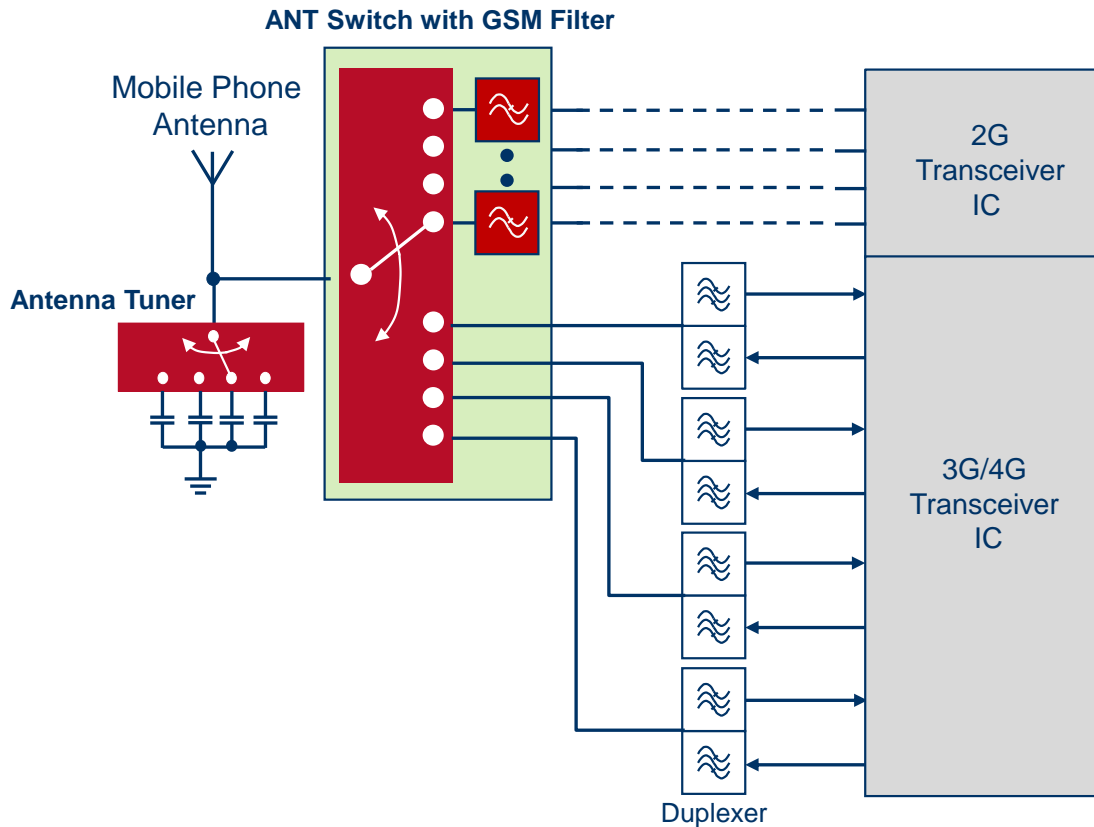 ANT Switch with GSM Filter
Mobile Phone
Antenna
2G
Transceiver
IC
Antenna Tuner
3G/4G
Transceiver
IC
Duplexer